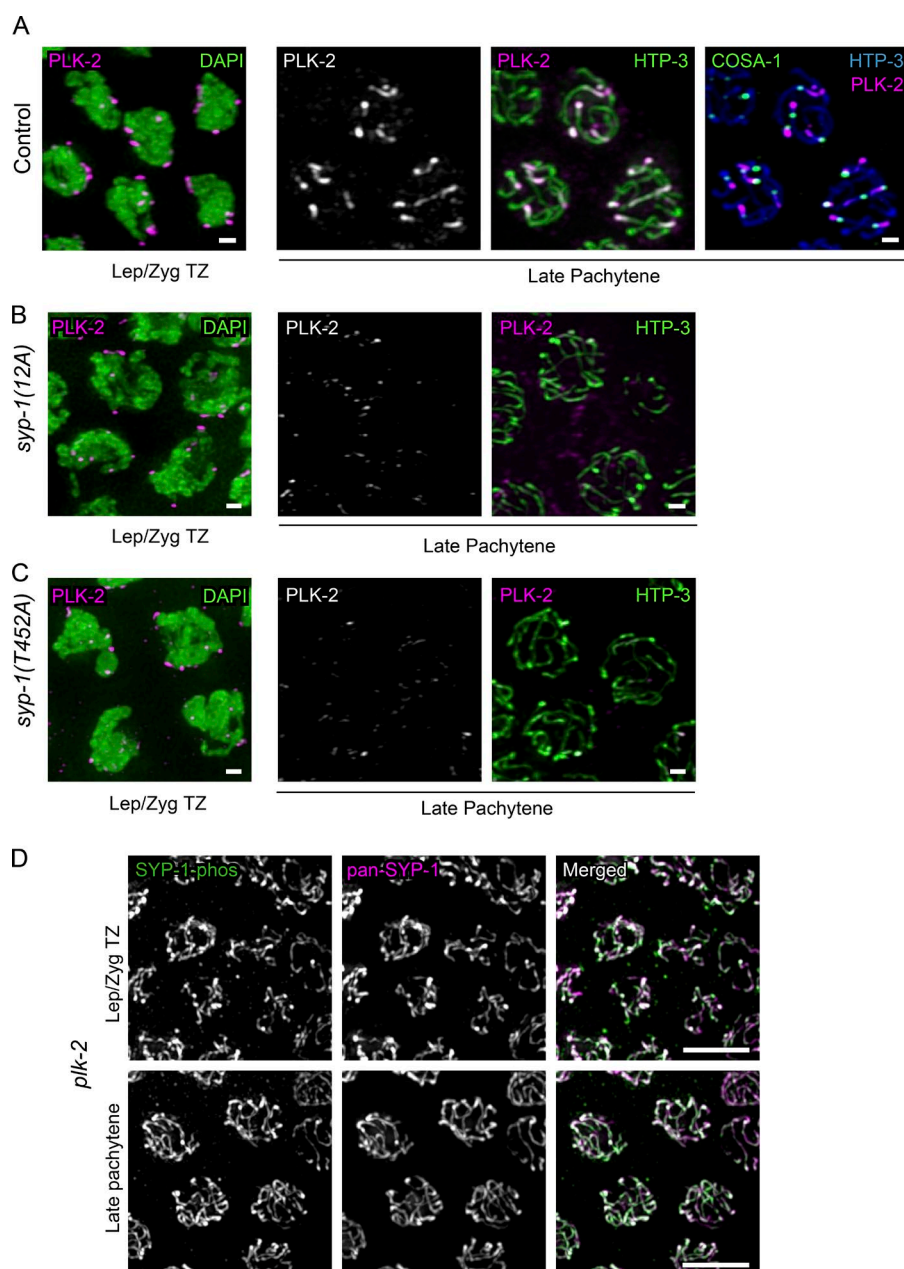 A
Control
PLK-2 DAPI
PLK-2
PLK-2 HTP-3
COSA-1 HTP-3
PLK-2
Lep/Zyg TZ
Late Pachytene
B
syp-1(12A)
PLK-2 DAPI
PLK-2
PLK-2 HTP-3
Lep/Zyg TZ
Late Pachytene
C
syp-1(T452A)
PLK-2 DAPI
PLK-2
PLK-2 HTP-3
Lep/Zyg TZ
Late Pachytene
D
plk-2
SYP-1-phos
pan-SYP-1
Merged
Lep/Zyg TZ
Late pachytene